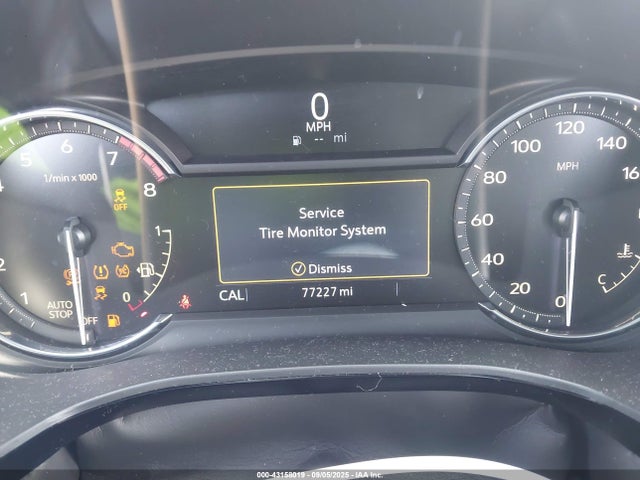 0
MPH
-- mi
4
5
6
7
8
1/min x 1000
OFF
2
1
1
0
AUTO
STOP
OFF
Service
Tire Monitor System
Dismiss
CAL
77227 mi
120
140
100
80
60
40
20
0
MPH
C
000-43158019 - 09/05/2025 - IAA Inc.